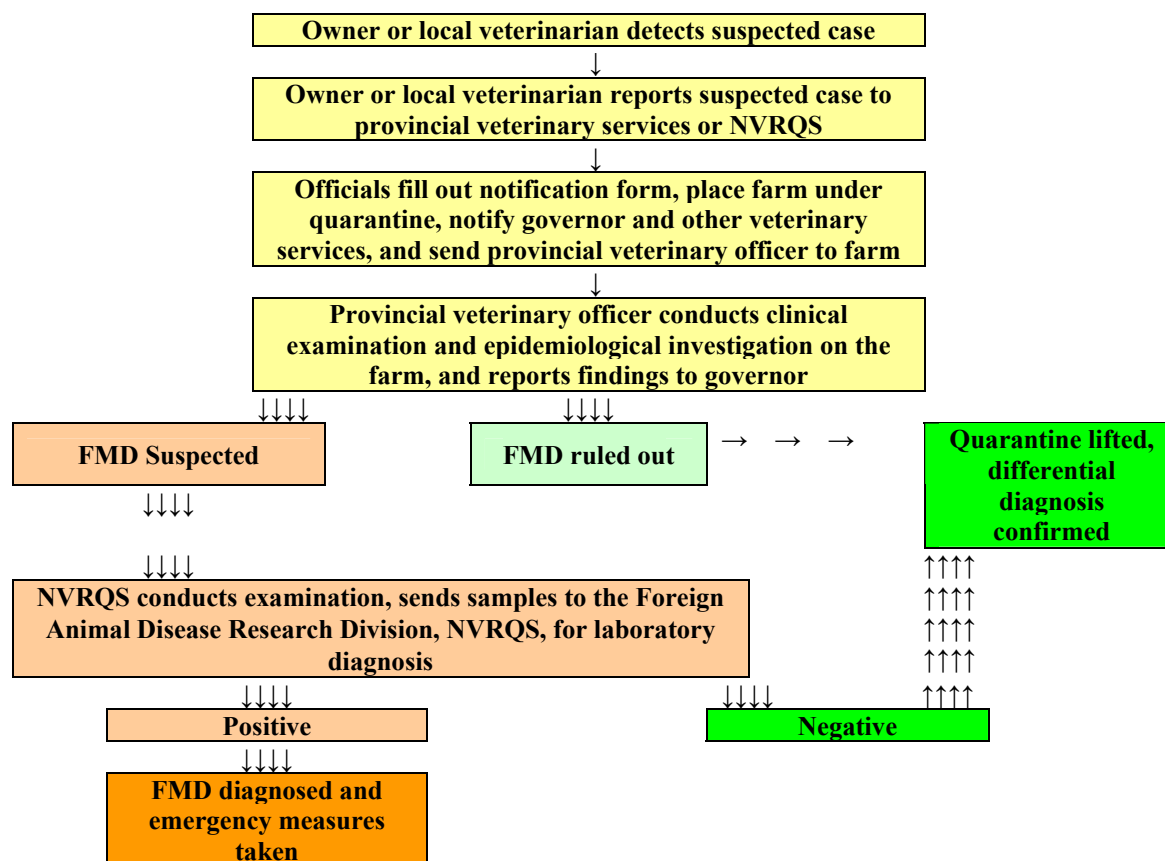 Owner or local veterinarian detects suspected case
↓
Owner or local veterinarian reports suspected case to
provincial veterinary services or NVRQS
↓
Officials fill out notification form, place farm under
quarantine, notify governor and other veterinary
services, and send provincial veterinary officer to farm
↓
Provincial veterinary officer conducts clinical
examination and epidemiological investigation on the
farm, and reports findings to governor
↓↓↓↓ ↓↓↓↓
FMD Suspected
FMD ruled out
→ → →
Quarantine lifted,
differential
diagnosis
confirmed
↓↓↓↓
↓↓↓↓
↑↑↑↑
↑↑↑↑
↑↑↑↑
↑↑↑↑
↑↑↑↑
NVRQS conducts examination, sends samples to the Foreign
Animal Disease Research Division, NVRQS, for laboratory
diagnosis
↓↓↓↓ ↓↓↓↓
Positive
Negative
↓↓↓↓
FMD diagnosed and
emergency measures
taken